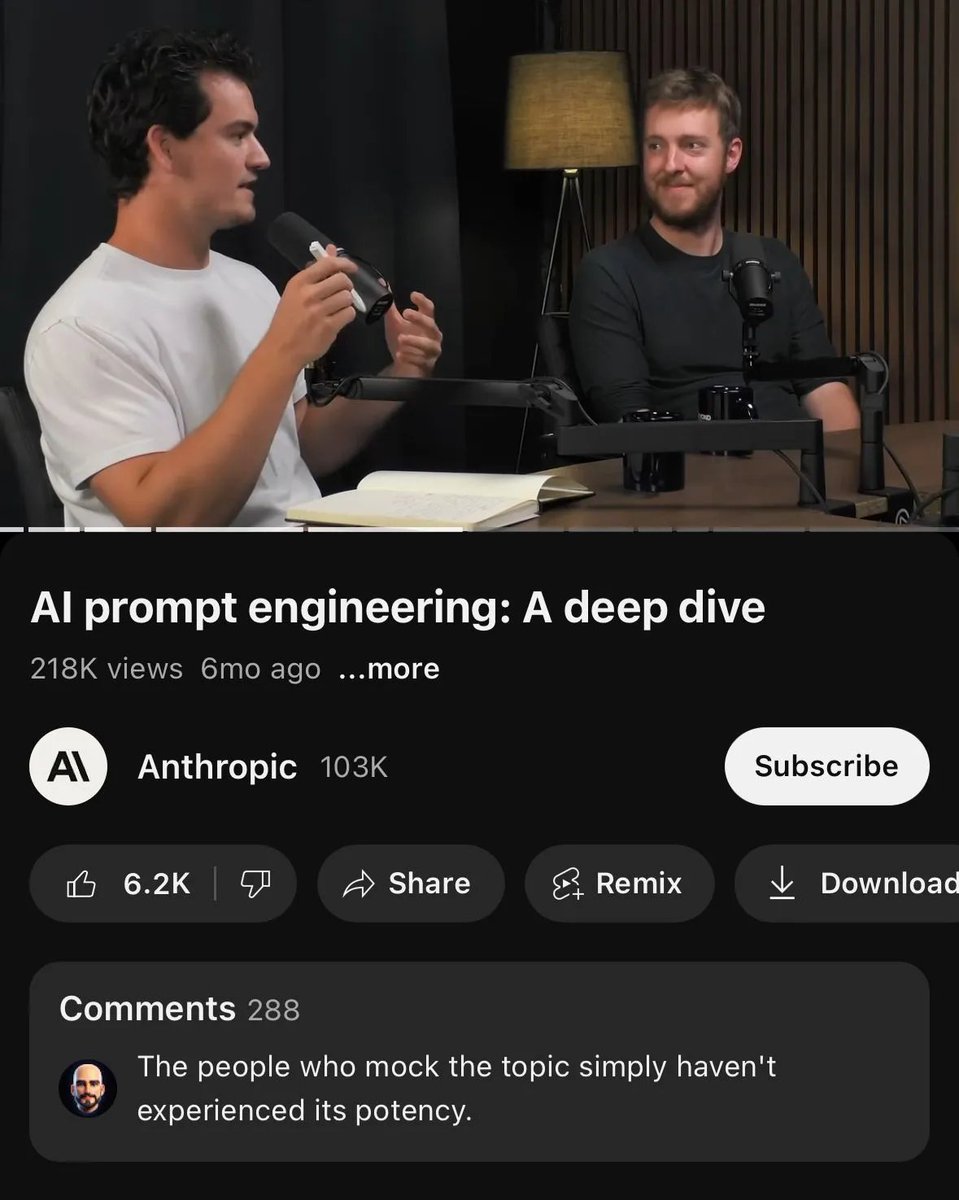 AI prompt engineering: A deep dive
218K views 6mo ago ...more
A\
Anthropic 103K
Subscribe
6.2K
Share
Remix
Download
Comments 288
The people who mock the topic simply haven't
experienced its potency.